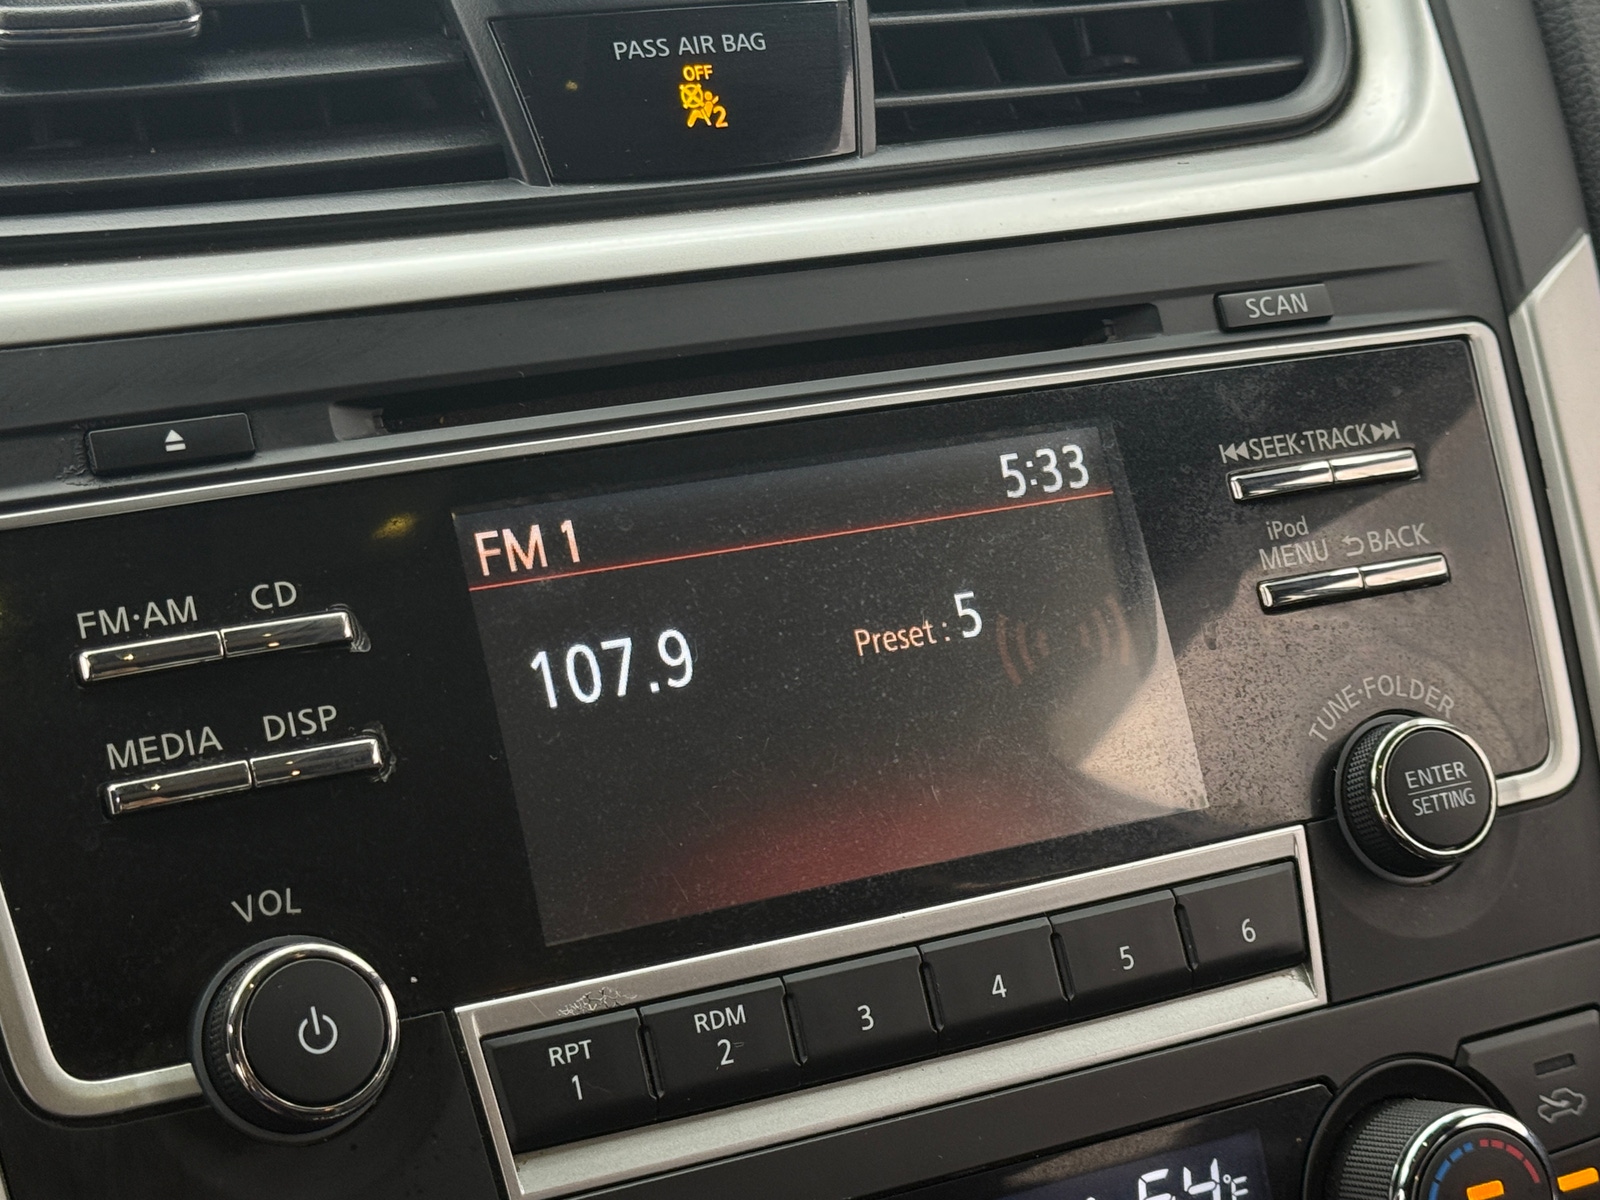 PASS AIR BAG
OFF
2
SCAN
SEEK·TRACK
5:33
FM 1
iPod
MENU BACK
FM·AM CD
107.9 Preset : 5
MEDIA DISP
TUNE·FOLDER
ENTER
SETTING
VOL
RPT
1
RDM
2
3
4
5
6
°F